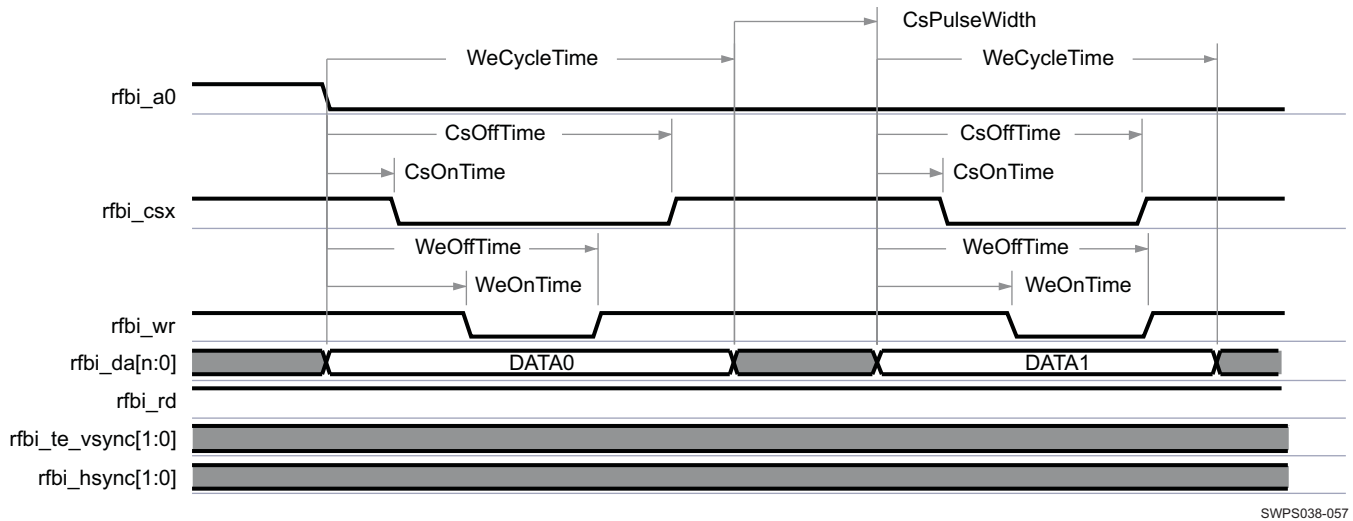 CsPulseWidth
WeCycleTime WeCycleTime
rfbi_a0
CsOffTime CsOffTime
CsOnTime CsOnTime
rfbi_csx
WeOffTime WeOffTime
WeOnTime WeOnTime
rfbi_wr
rfbi_da[n:0] DATA0 DATA1
rfbi_rd
rfbi_te_vsync[1:0]
rfbi_hsync[1:0]
SWPS038-057